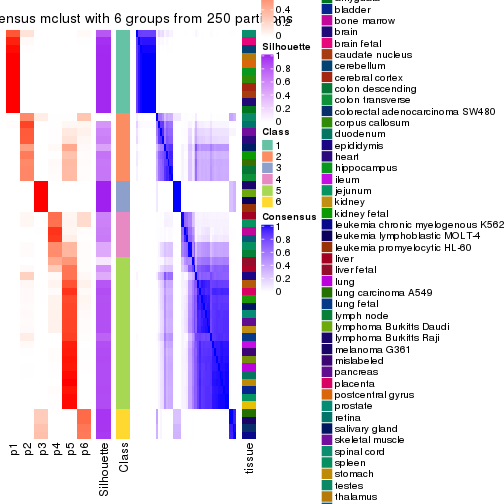 ensus mclust with 6 groups from 250 partitions
0.4
0.2
0
Silhouette
1
0.8
0.6
0.4
0.2
0
Class
1
2
3
4
5
6
Consensus
1
0.8
0.6
0.4
0.2
0
p1
p2
p3
p4
p5
p6
Silhouette
Class
tissue
amygdala
bladder
bone marrow
brain
brain fetal
caudate nucleus
cerebellum
cerebral cortex
colon descending
colon transverse
colorectal adenocarcinoma SW480
corpus callosum
duodenum
epididymis
heart
hippocampus
ileum
jejunum
kidney
kidney fetal
leukemia chronic myelogenous K562
leukemia lymphoblastic MOLT-4
leukemia promyelocytic HL-60
liver
liver fetal
lung
lung carcinoma A549
lung fetal
lymph node
lymphoma Burkitts Daudi
lymphoma Burkitts Raji
melanoma G361
mislabeled
pancreas
placenta
postcentral gyrus
prostate
retina
salivary gland
skeletal muscle
spinal cord
spleen
stomach
testes
thalamus